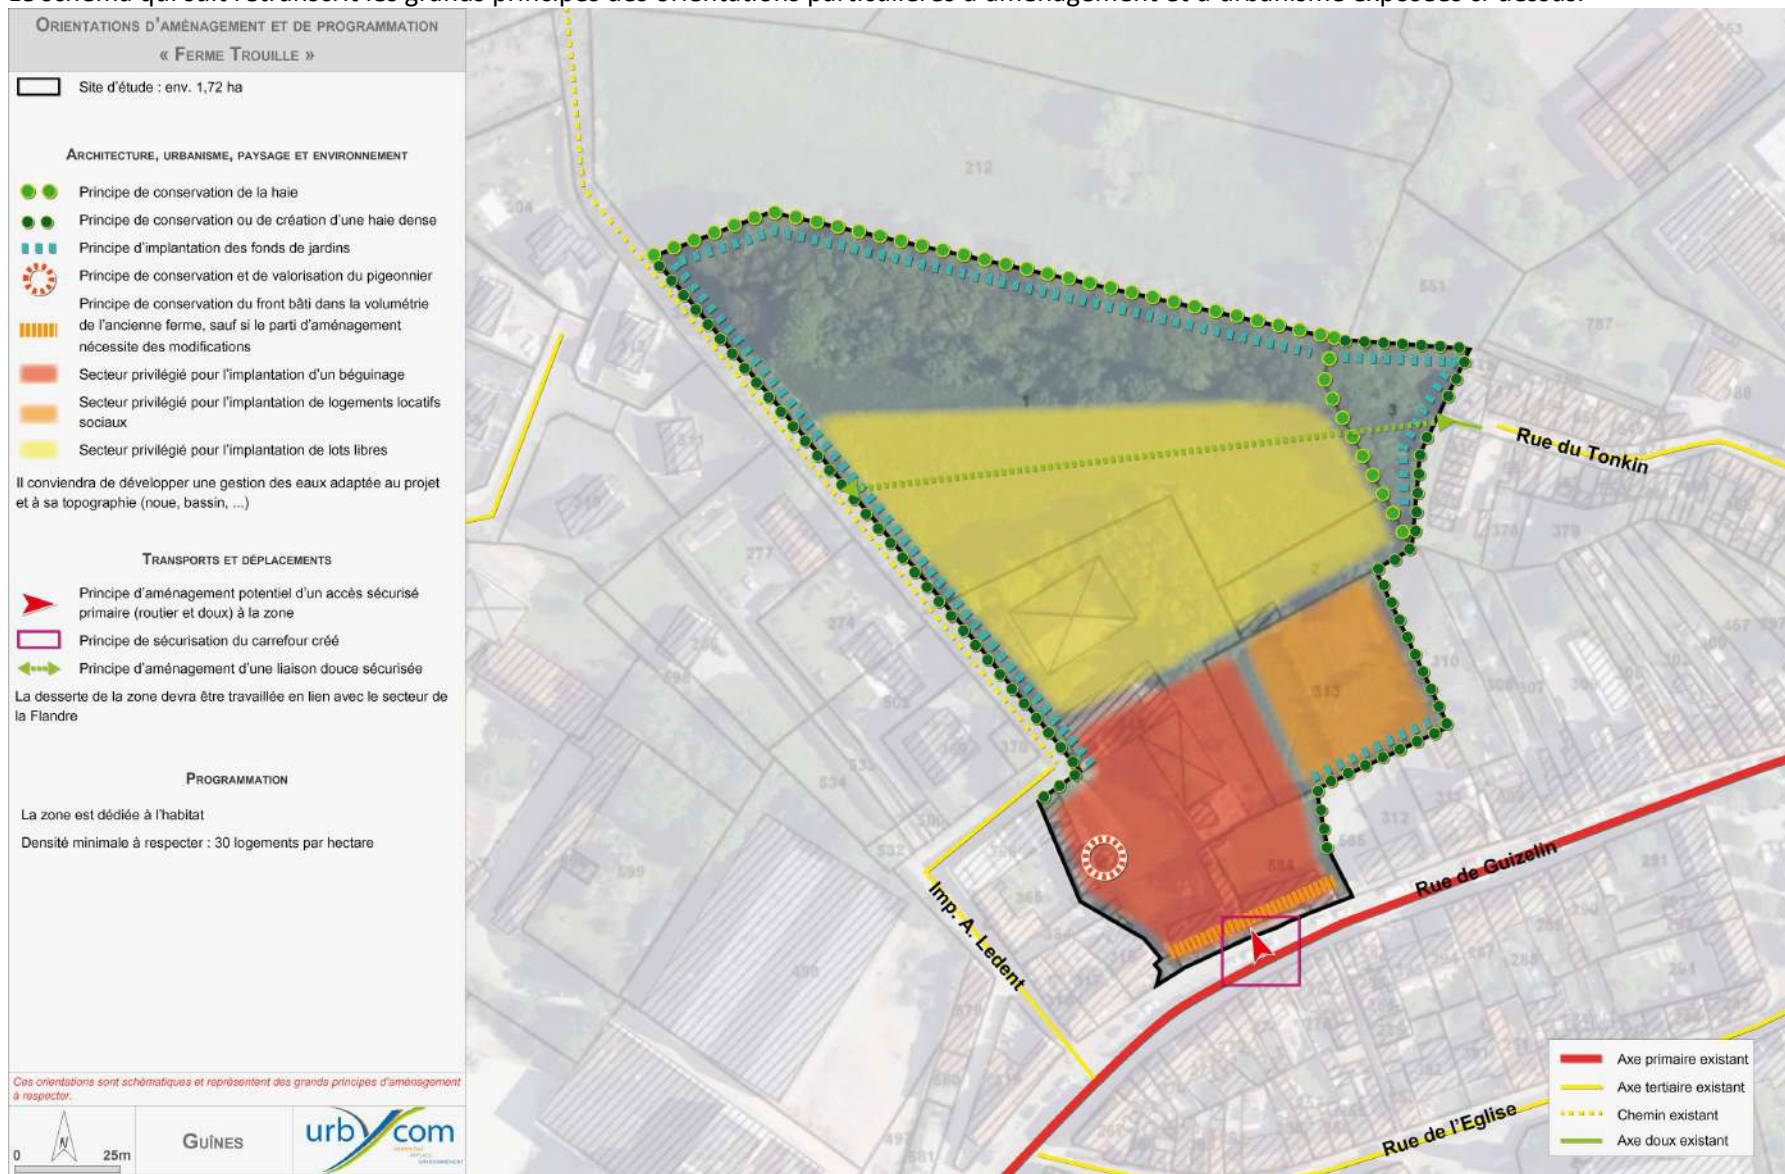 ORIENTATIONS D'AMÉNAGEMENT ET DE PROGRAMMATION
« FERME TROUILLE »
Site d'étude : env. 1,72 ha
ARCHITECTURE, URBANISME, PAYSAGE ET ENVIRONNEMENT
Principe de conservation de la haie
Principe de conservation ou de création d'une haie dense
Principe d'implantation des fonds de jardins
Principe de conservation et de valorisation du pigeonnier
Principe de conservation du front bâti dans la volumétrie
de l'ancienne ferme, sauf si le parti d'aménagement
nécessite des modifications
Secteur privilégié pour l'implantation d'un béguinage
Secteur privilégié pour l'implantation de logements locatifs
sociaux
Secteur privilégié pour l'implantation de lots libres
Il conviendra de développer une gestion des eaux adaptée au projet
et à sa topographie (noue, bassin, ...)
TRANSPORTS ET DÉPLACEMENTS
Principe d'aménagement potentiel d'un accès sécurisé
primaire (routier et doux) à la zone
Principe de sécurisation du carrefour créé
Principe d'aménagement d'une liaison douce sécurisée
La desserte de la zone devra être travaillée en lien avec le secteur de
la Flandre
PROGRAMMATION
La zone est dédiée à l'habitat
Densité minimale à respecter : 30 logements par hectare
Ces orientations sont schématiques et représentent des grands principes d'aménagement
à respecter.
N
0 25m
GUÎNES
urbycom
212
551
787
1
3
2
Rue du Tonkin
277
274
534
532
599
210
312
Rue de Guizelin
Imp. A. Ledent
Rue de l'Eglise
Axe primaire existant
Axe tertiaire existant
Chemin existant
Axe doux existant